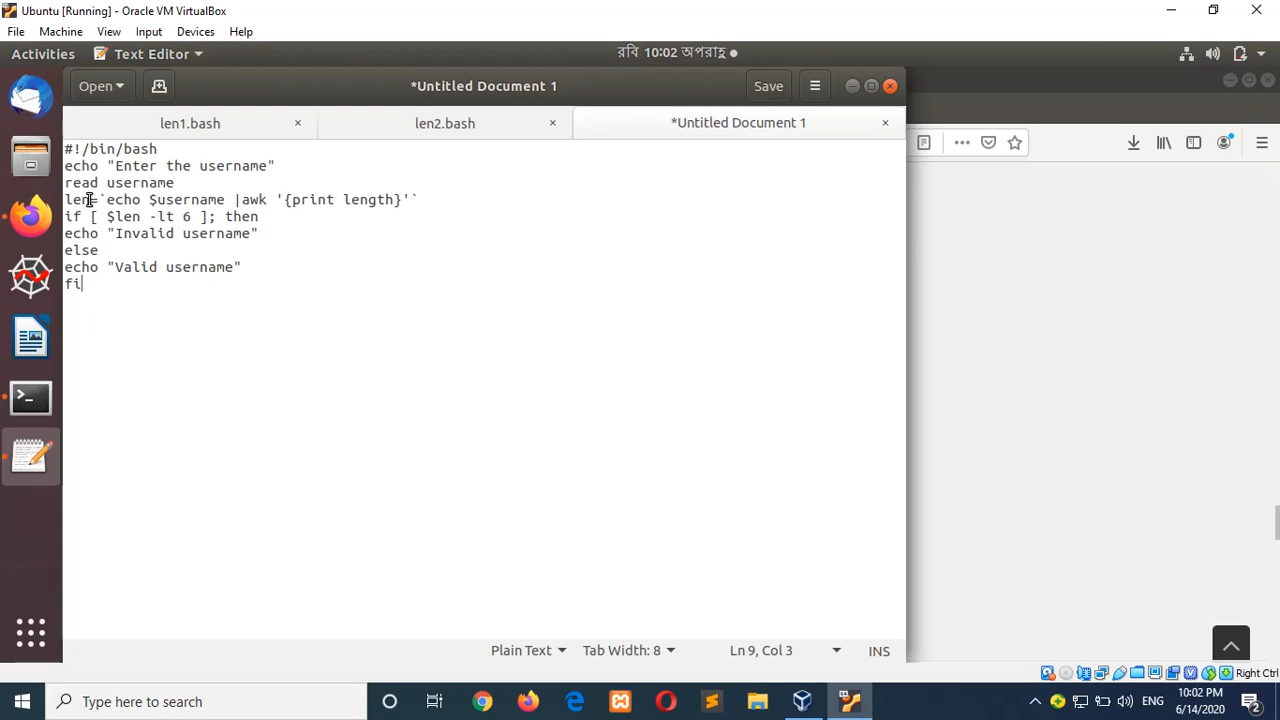 Ubuntu [Running] - Oracle VM VirtualBox
File Machine View Input Devices Help
Activities Text Editor রবি 10:02 অপরাহ্ণ
Open *Untitled Document 1 Save
len1.bash len2.bash *Untitled Document 1
#!/bin/bash
echo "Enter the username"
read username
len=`echo $username |awk '{print length}'`
if [ $len -lt 6 ]; then
echo "Invalid username"
else
echo "Valid username"
fi
Plain Text Tab Width: 8 Ln 9, Col 3 INS
Right Ctrl
Type here to search ENG 10:02 PM
6/14/2020 2